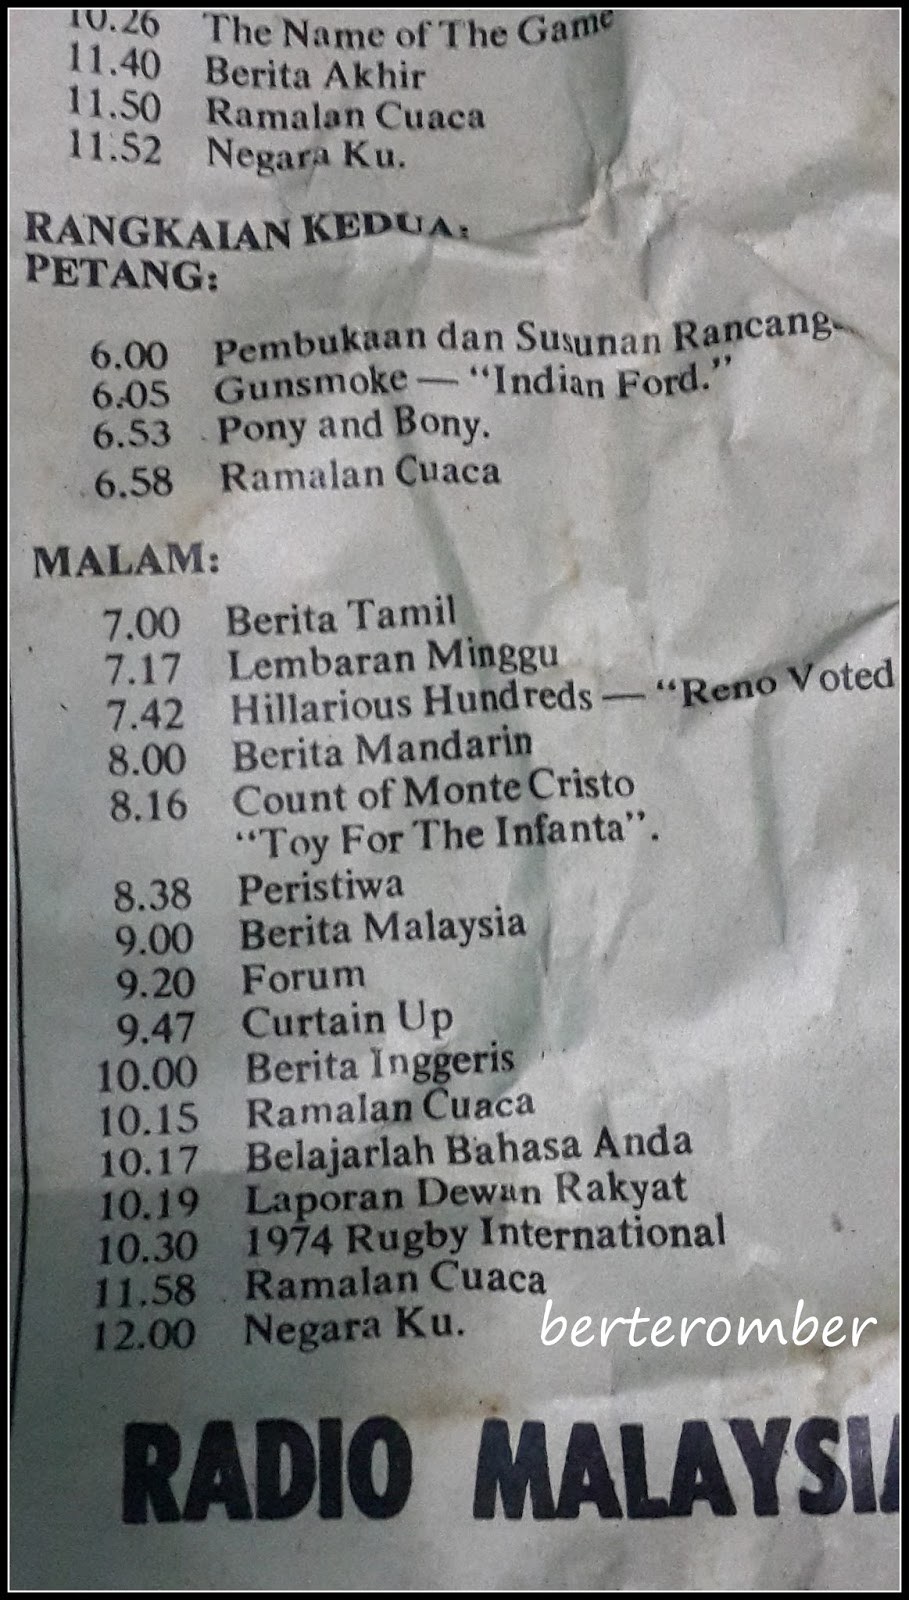 10.26 The Name of The Game
11.40 Berita Akhir
11.50 Ramalan Cuaca
11.52 Negara Ku.
RANGKAIAN KEDUA:
PETANG:
6.00 Pembukaan dan Susunan Rancang-
6.05 Gunsmoke — “Indian Ford.”
6.53 Pony and Bony.
6.58 Ramalan Cuaca
MALAM:
7.00 Berita Tamil
7.17 Lembaran Minggu
7.42 Hillarious Hundreds — “Reno Voted
8.00 Berita Mandarin
8.16 Count of Monte Cristo
“Toy For The Infanta”.
8.38 Peristiwa
9.00 Berita Malaysia
9.20 Forum
9.47 Curtain Up
10.00 Berita Inggeris
10.15 Ramalan Cuaca
10.17 Belajarlah Bahasa Anda
10.19 Laporan Dewan Rakyat
10.30 1974 Rugby International
11.58 Ramalan Cuaca
12.00 Negara Ku.
berteromber
RADIO MALAYSIA